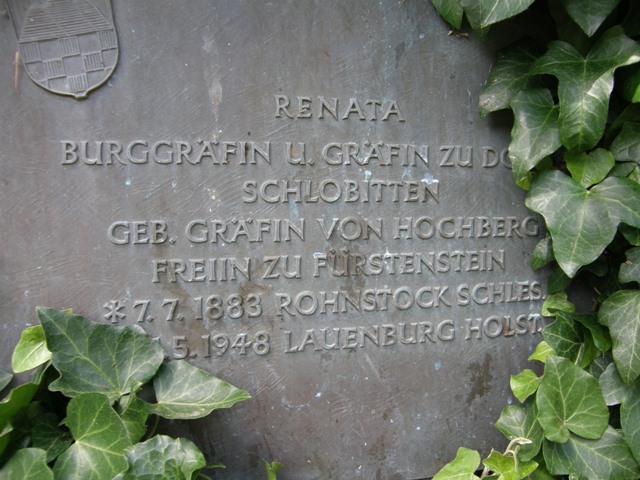 RENATA
BURGGRÄFIN U. GRÄFIN ZU
SCHLOBITTEN
GEB. GRÄFIN VON HOCHBERG
FREIIN ZU FÜRSTENSTEIN
* 7.7.1883 ROHNSTOCK SCHLES.
5.1948 LAUENBURG HOLST.